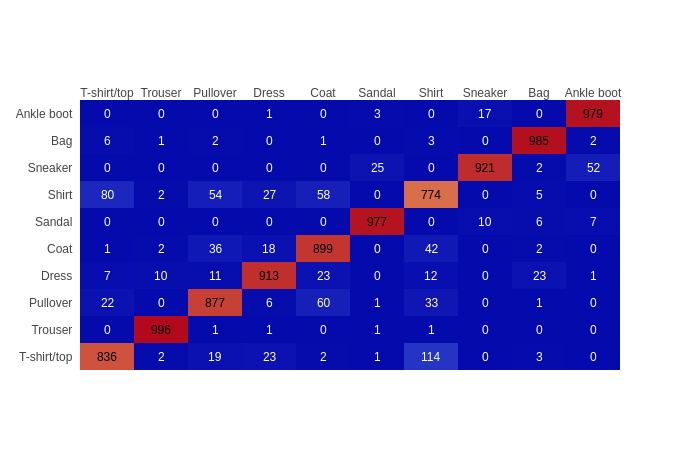 T-shirt/top Trouser Pullover Dress Coat Sandal Shirt Sneaker Bag Ankle boot
Ankle boot 0 0 0 1 0 3 0 17 0 979
Bag 6 1 2 0 1 0 3 0 985 2
Sneaker 0 0 0 0 0 25 0 921 2 52
Shirt 80 2 54 27 58 0 774 0 5 0
Sandal 0 0 0 0 0 977 0 10 6 7
Coat 1 2 36 18 899 0 42 0 2 0
Dress 7 10 11 913 23 0 12 0 23 1
Pullover 22 0 877 6 60 1 33 0 1 0
Trouser 0 996 1 1 0 1 1 0 0 0
T-shirt/top 836 2 19 23 2 1 114 0 3 0